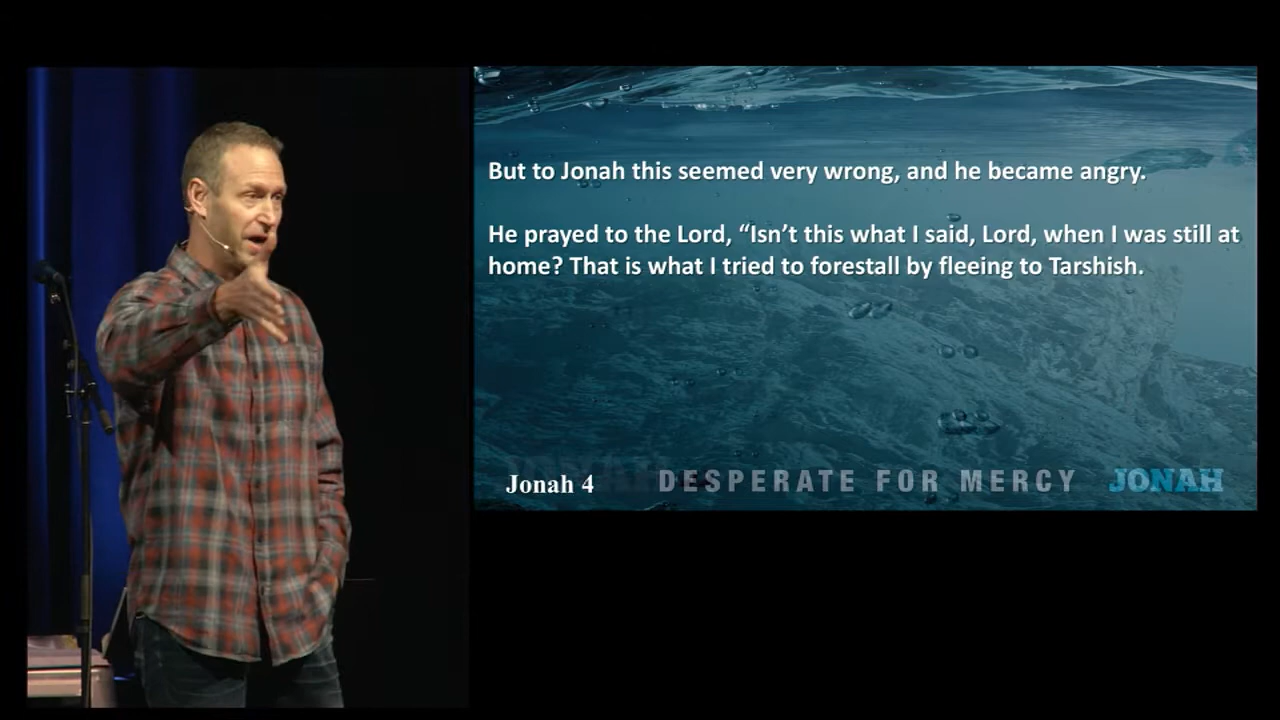 But to Jonah this seemed very wrong, and he became angry.
He prayed to the Lord, “Isn’t this what I said, Lord, when I was still at
home? That is what I tried to forestall by fleeing to Tarshish.
Jonah 4 DESPERATE FOR MERCY JONAH